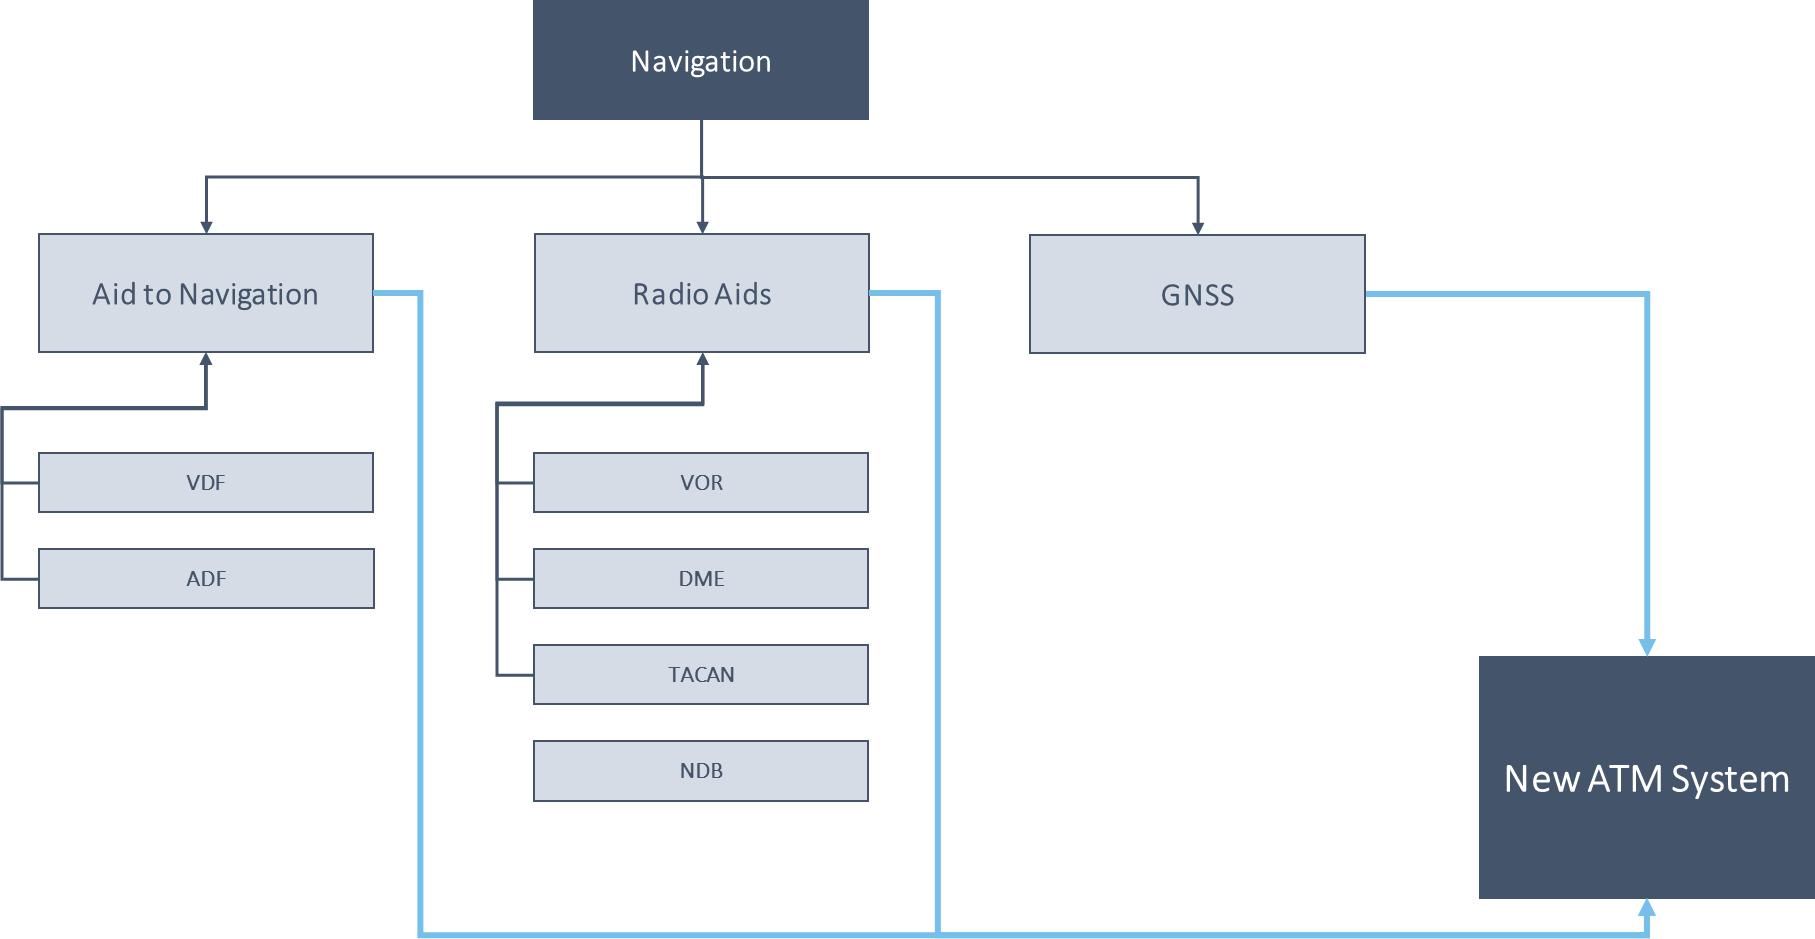 Navigation
Aid to Navigation
Radio Aids
GNSS
VDF
VOR
ADF
DME
TACAN
NDB
New ATM System